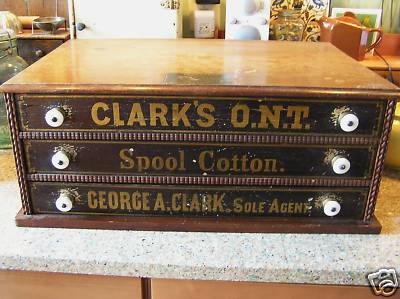 CLARK'S O.N.T.
Spool Cotton.
GEORGE A. CLARK, SOLE AGENT.